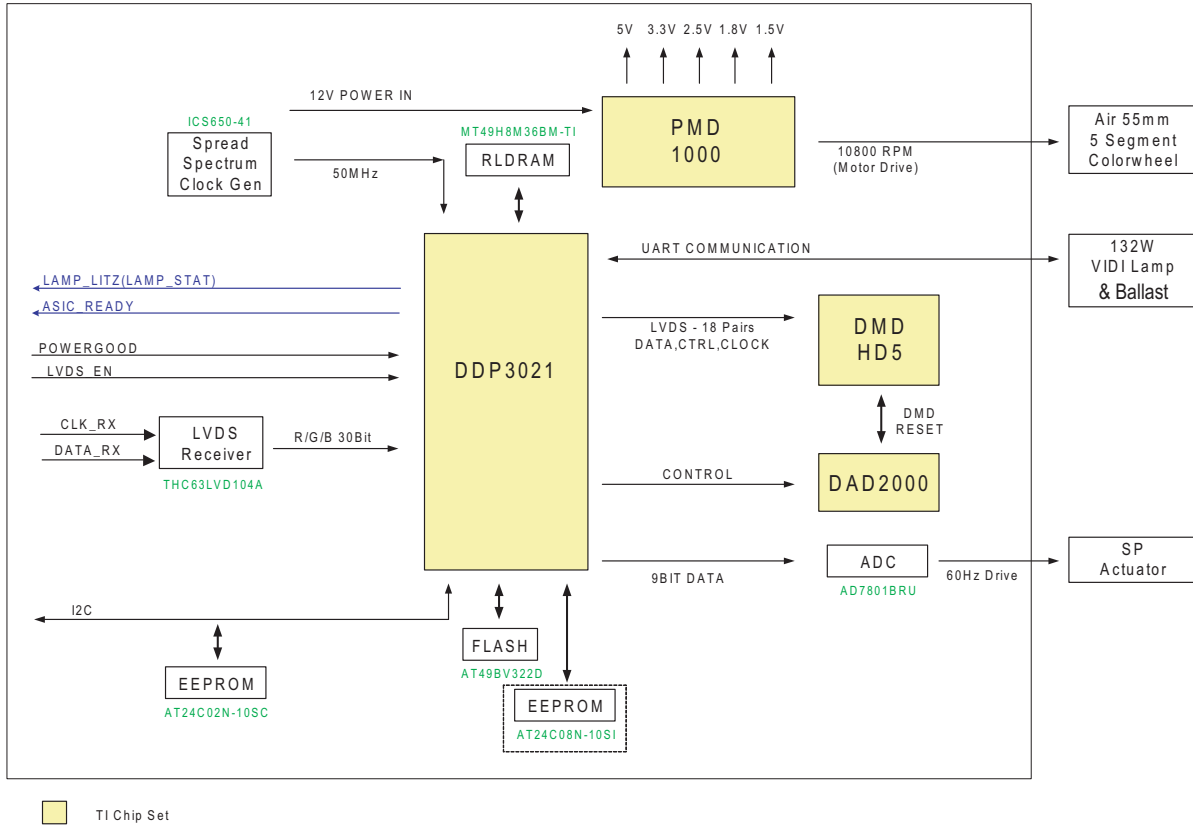 5V 3.3V 2.5V 1.8V 1.5V
12V POWER IN
ICS650-41
Spread
Spectrum
Clock Gen
50MHz
MT49H8M36BM-TI
RLDRAM
PMD
1000
10800 RPM
(Motor Drive)
Air 55mm
5 Segment
Colorwheel
UART COMMUNICATION
132W
VIDI Lamp
& Ballast
LAMP_LITZ(LAMP_STAT)
ASIC_READY
POWERGOOD
LVDS_EN
DDP3021
LVDS - 18 Pairs
DATA,CTRL,CLOCK
DMD
HD5
DMD
RESET
CLK_RX
DATA_RX
LVDS
Receiver
THC63LVD104A
R/G/B 30Bit
CONTROL
DAD2000
9BIT DATA
ADC
AD7801BRU
60Hz Drive
SP
Actuator
I2C
EEPROM
AT24C02N-10SC
FLASH
AT49BV322D
EEPROM
AT24C08N-10SI
TI Chip Set